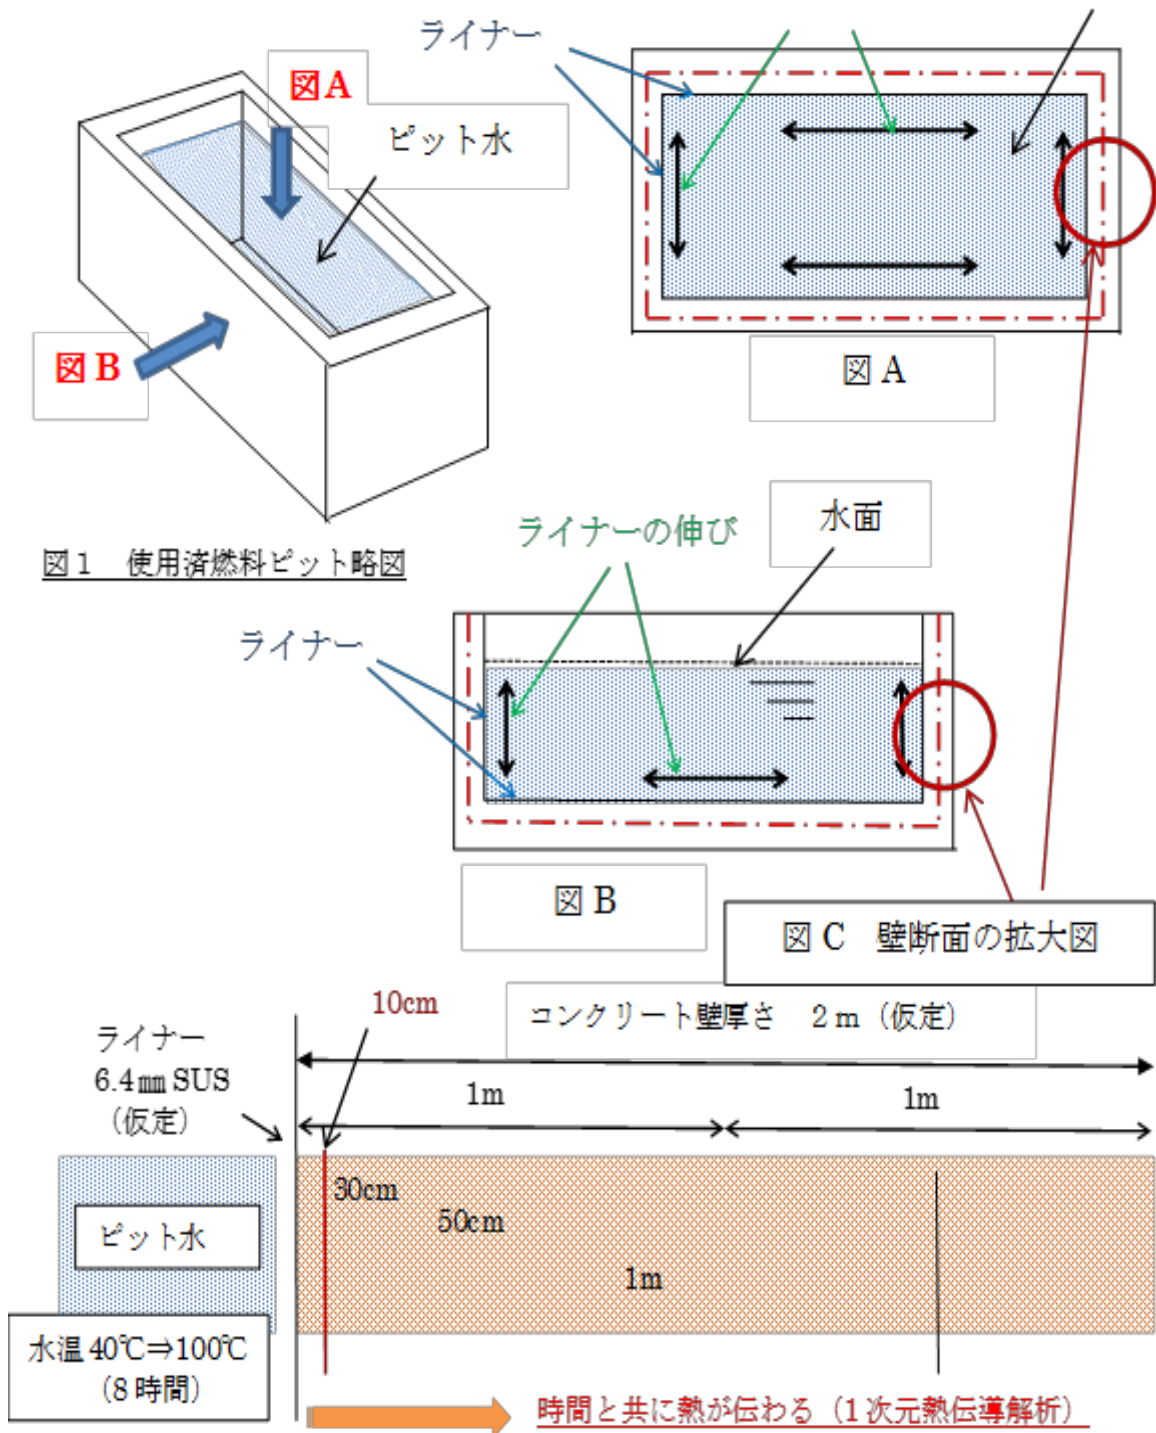 ライナー
図A
ピット水
図B
図A
図1 使用済燃料ピット略図
ライナーの伸び
水面
ライナー
図B
図C 壁断面の拡大図
10cm
コンクリート壁厚さ 2m（仮定）
ライナー
6.4㎜ SUS
（仮定）
1m
1m
30cm
50cm
1m
ピット水
水温40℃⇒100℃
（8時間）
時間と共に熱が伝わる（1次元熱伝導解析）